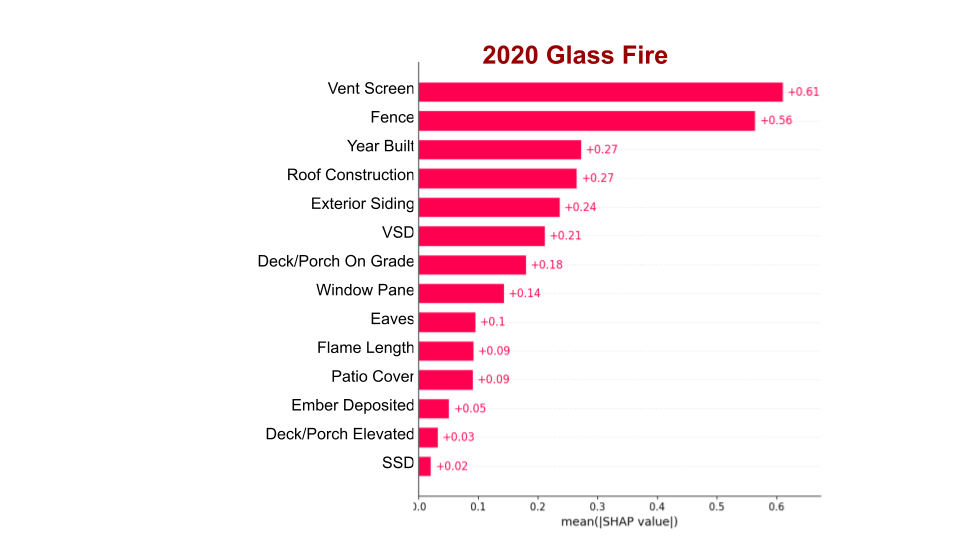 2020 Glass Fire
Vent Screen +0.61
Fence +0.56
Year Built +0.27
Roof Construction +0.27
Exterior Siding +0.24
VSD +0.21
Deck/Porch On Grade +0.18
Window Pane +0.14
Eaves +0.1
Flame Length +0.09
Patio Cover +0.09
Ember Deposited +0.05
Deck/Porch Elevated +0.03
SSD +0.02
0.0 0.1 0.2 0.3 0.4 0.5 0.6
mean(|SHAP value|)